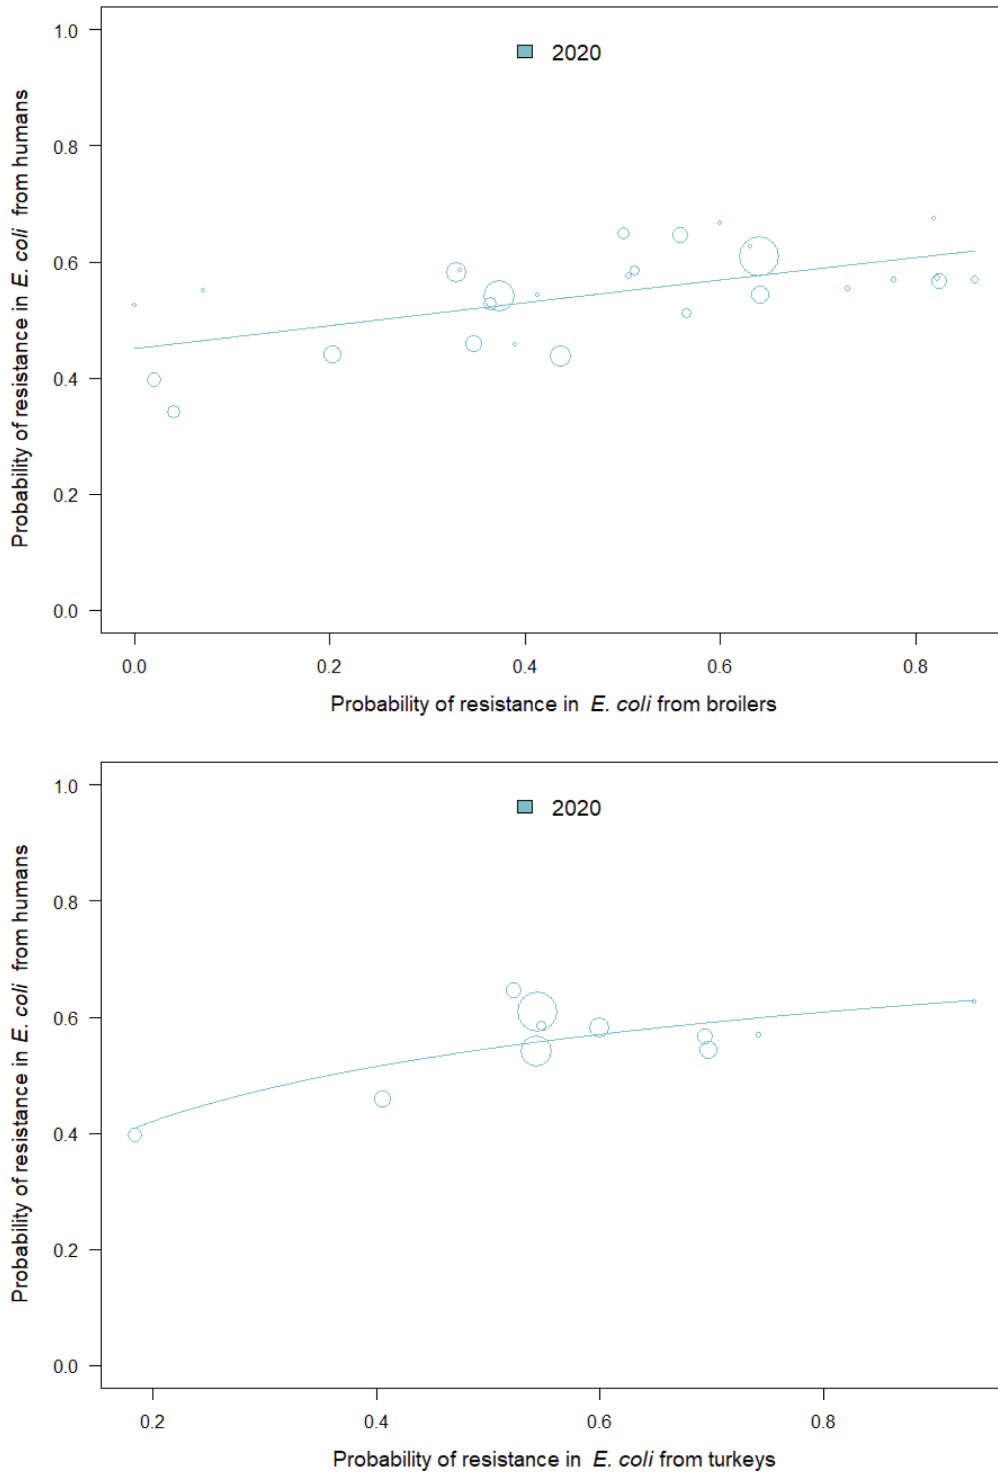 2020
Probability of resistance in E. coli from humans
1.0
0.8
0.6
0.4
0.2
0.0
0.0 0.2 0.4 0.6 0.8
Probability of resistance in E. coli from broilers
2020
Probability of resistance in E. coli from humans
1.0
0.8
0.6
0.4
0.2
0.0
0.2 0.4 0.6 0.8
Probability of resistance in E. coli from turkeys